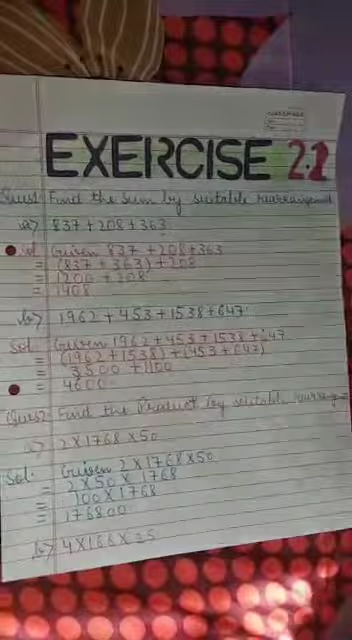 EXERCISE 2.1
Ques1 Find the sum by suitable rearrangement
a) 837 + 208 + 363
Sol Given 837 + 208 + 363
= (837 + 363) + 208
= 1200 + 208
= 1408
b) 1962 + 453 + 1538 + 647
Sol. Given 1962 + 453 + 1538 + 647
= (1962 + 1538) + (453 + 647)
= 3500 + 1100
= 4600
Ques2 Find the Product by suitable
a) 2 X 1768 X 50
Sol. Given 2 X 1768 X 50
= 2 X 50 X 1768
= 100 X 1768
= 176800
b) 4 X 166 X